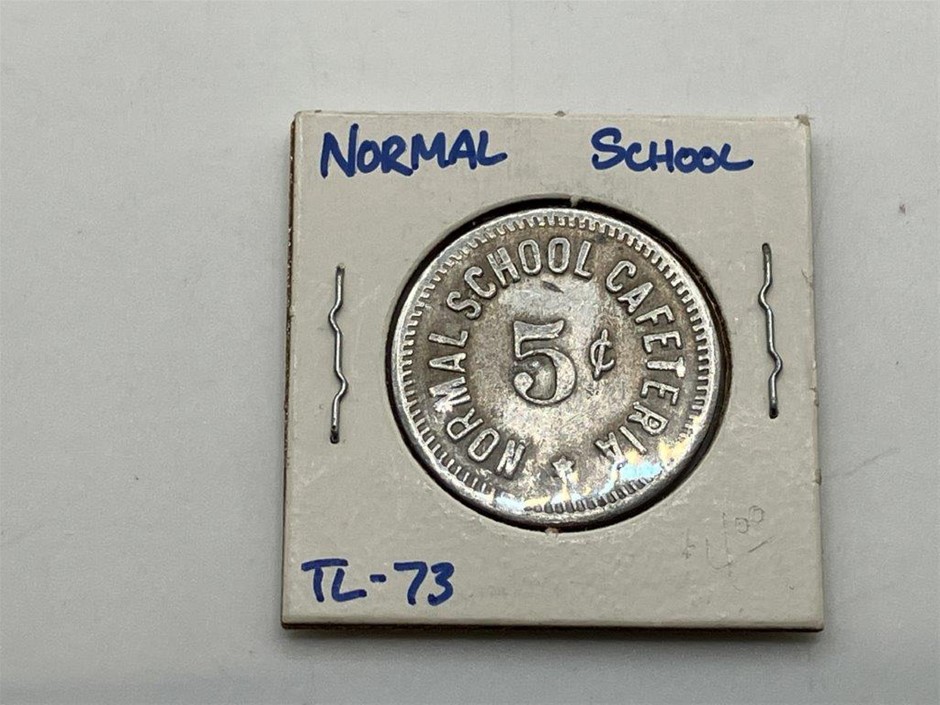 NORMAL SCHOOL
NORMAL SCHOOL CAFETERIA
5¢
TL-73